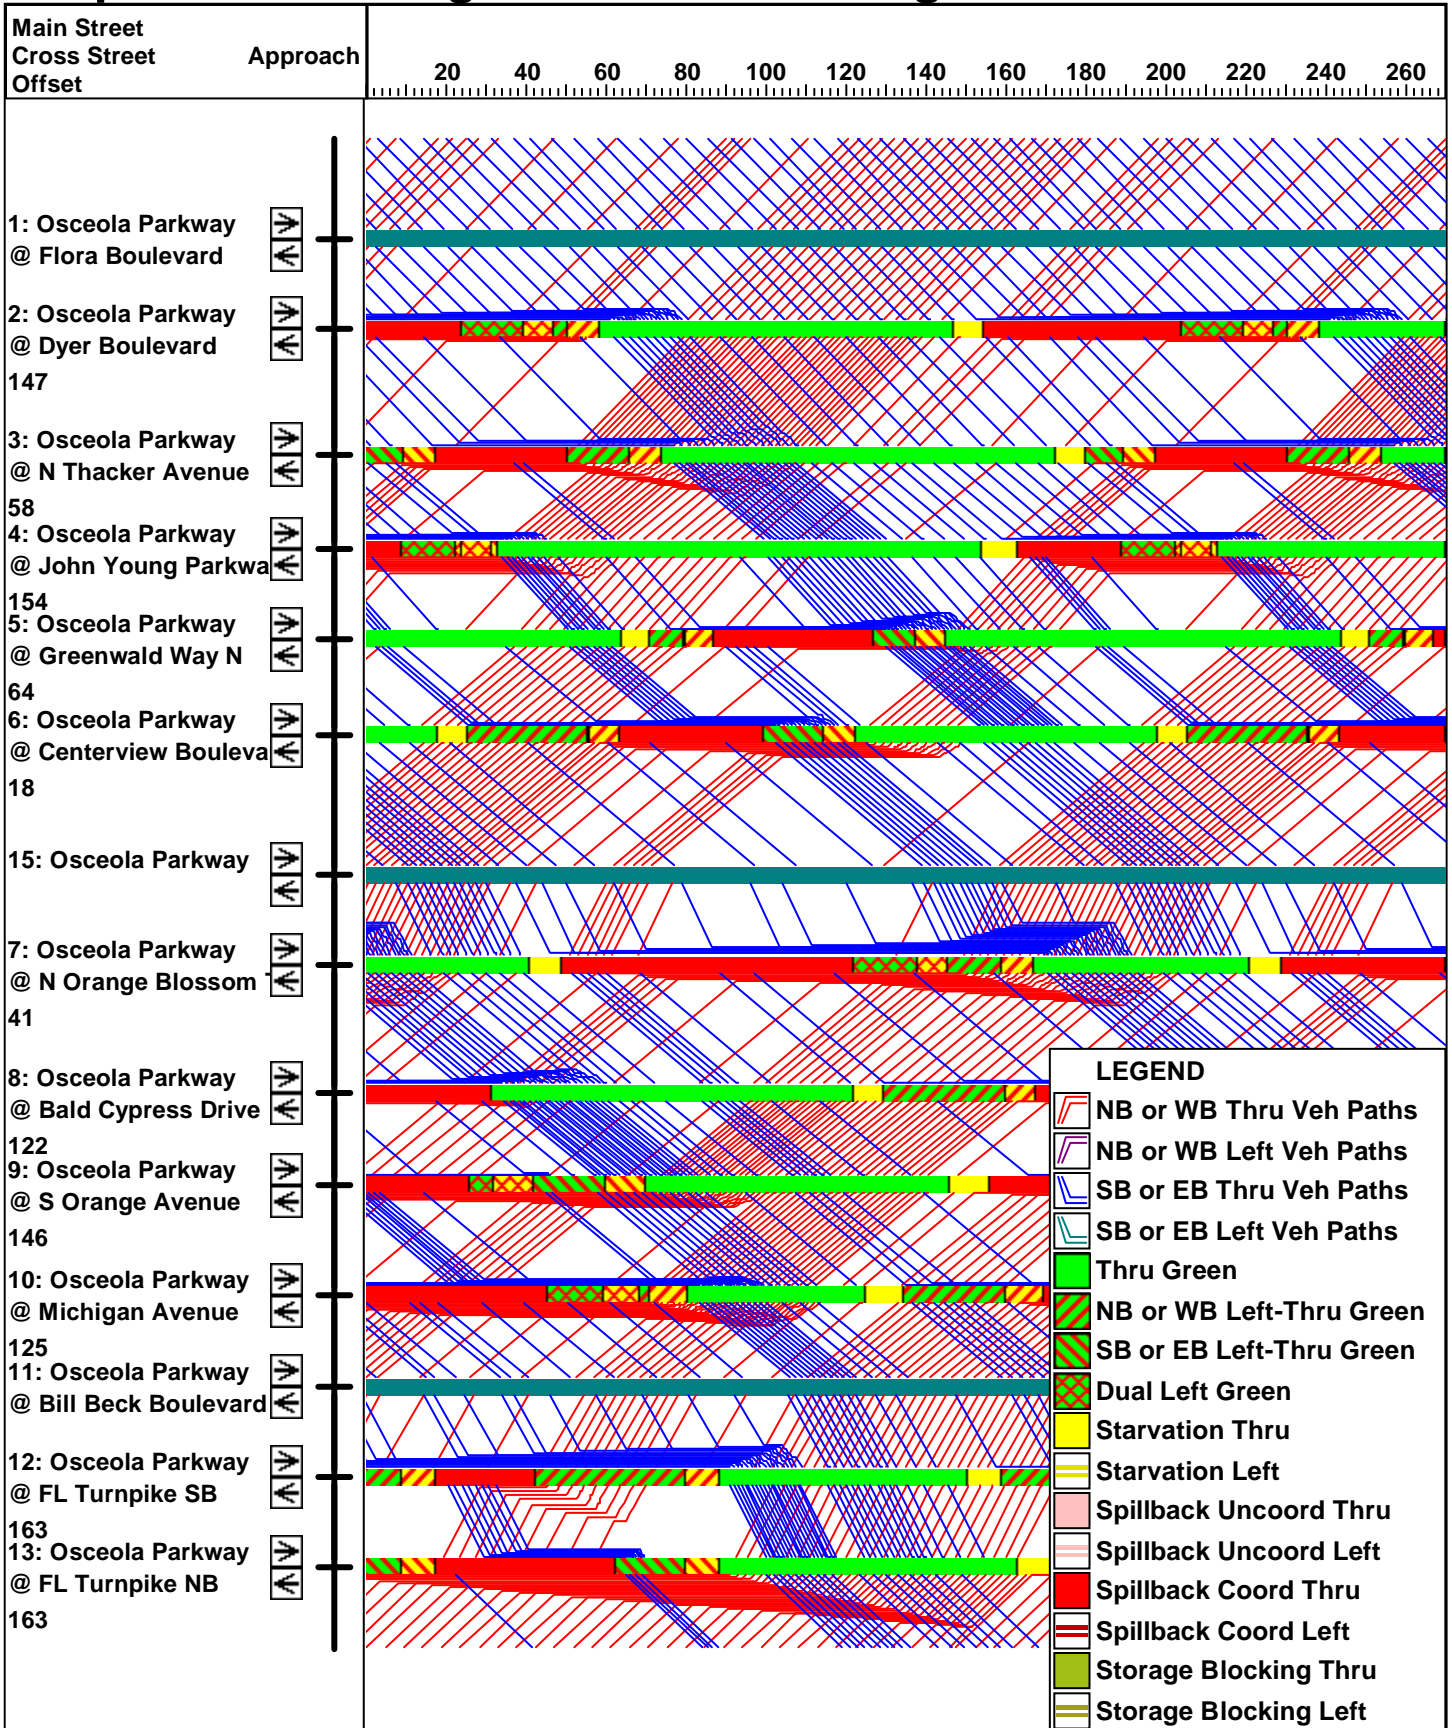 Main Street
Cross Street Approach
Offset
20 40 60 80 100 120 140 160 180 200 220 240 260
1: Osceola Parkway
@ Flora Boulevard
2: Osceola Parkway
@ Dyer Boulevard
147
3: Osceola Parkway
@ N Thacker Avenue
58
4: Osceola Parkway
@ John Young Parkwa
154
5: Osceola Parkway
@ Greenwald Way N
64
6: Osceola Parkway
@ Centerview Bouleva
18
15: Osceola Parkway
7: Osceola Parkway
@ N Orange Blossom
41
8: Osceola Parkway
@ Bald Cypress Drive
122
9: Osceola Parkway
@ S Orange Avenue
146
10: Osceola Parkway
@ Michigan Avenue
125
11: Osceola Parkway
@ Bill Beck Boulevard
12: Osceola Parkway
@ FL Turnpike SB
163
13: Osceola Parkway
@ FL Turnpike NB
163
LEGEND
NB or WB Thru Veh Paths
NB or WB Left Veh Paths
SB or EB Thru Veh Paths
SB or EB Left Veh Paths
Thru Green
NB or WB Left-Thru Green
SB or EB Left-Thru Green
Dual Left Green
Starvation Thru
Starvation Left
Spillback Uncoord Thru
Spillback Uncoord Left
Spillback Coord Thru
Spillback Coord Left
Storage Blocking Thru
Storage Blocking Left